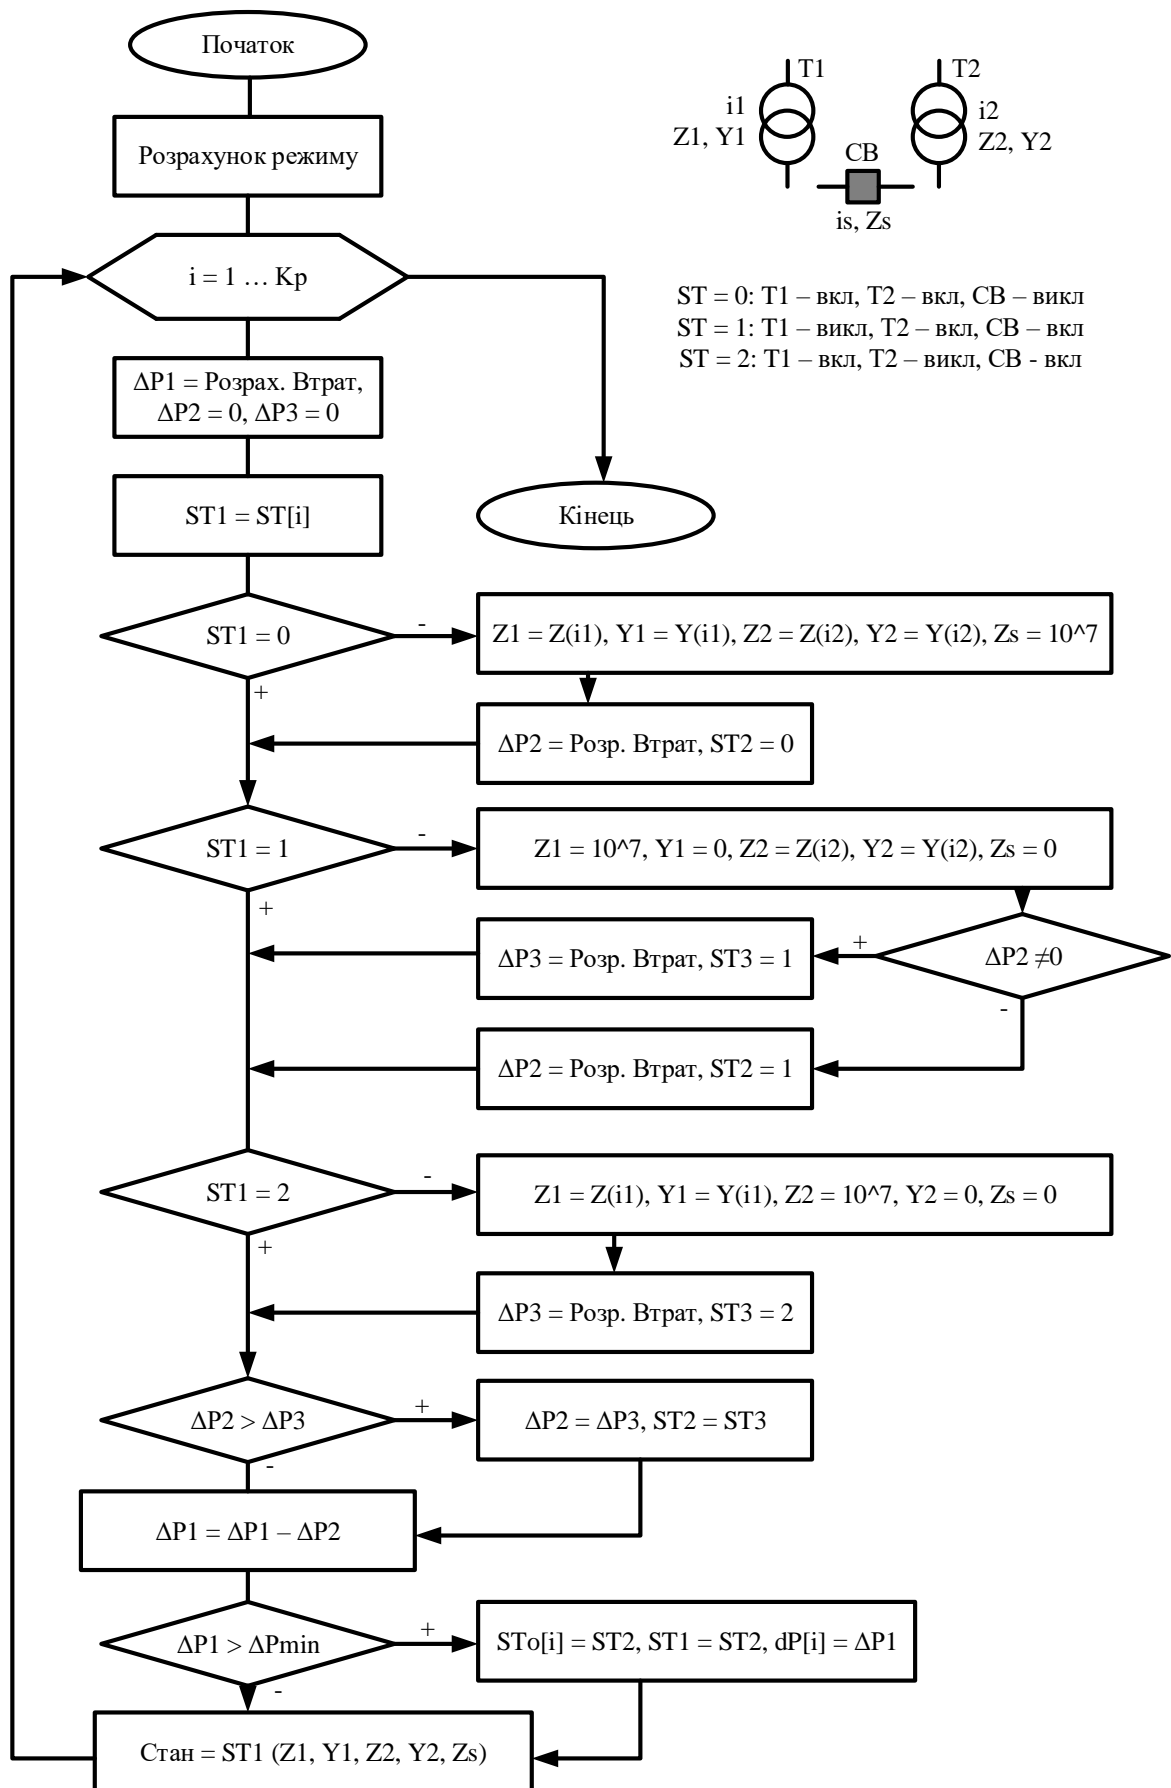 Початок
T1
T2
i1
i2
Z1, Y1
Z2, Y2
СВ
is, Zs
Розрахунок режиму
i = 1 … Кр
ST = 0: T1 – вкл, T2 – вкл, СВ – викл
ST = 1: T1 – викл, T2 – вкл, СВ – вкл
ST = 2: T1 – вкл, T2 – викл, СВ - вкл
ΔP1 = Розрах. Втрат,
ΔP2 = 0, ΔP3 = 0
ST1 = ST[i]
Кінець
ST1 = 0
-
+
Z1 = Z(i1), Y1 = Y(i1), Z2 = Z(i2), Y2 = Y(i2), Zs = 10^7
ΔP2 = Розр. Втрат, ST2 = 0
ST1 = 1
-
+
Z1 = 10^7, Y1 = 0, Z2 = Z(i2), Y2 = Y(i2), Zs = 0
ΔP3 = Розр. Втрат, ST3 = 1
+
ΔP2 ≠0
-
ΔP2 = Розр. Втрат, ST2 = 1
ST1 = 2
-
+
Z1 = Z(i1), Y1 = Y(i1), Z2 = 10^7, Y2 = 0, Zs = 0
ΔP3 = Розр. Втрат, ST3 = 2
ΔP2 > ΔP3
+
-
ΔP2 = ΔP3, ST2 = ST3
ΔP1 = ΔP1 – ΔP2
ΔP1 > ΔPmin
+
-
STo[i] = ST2, ST1 = ST2, dP[i] = ΔP1
Стан = ST1 (Z1, Y1, Z2, Y2, Zs)